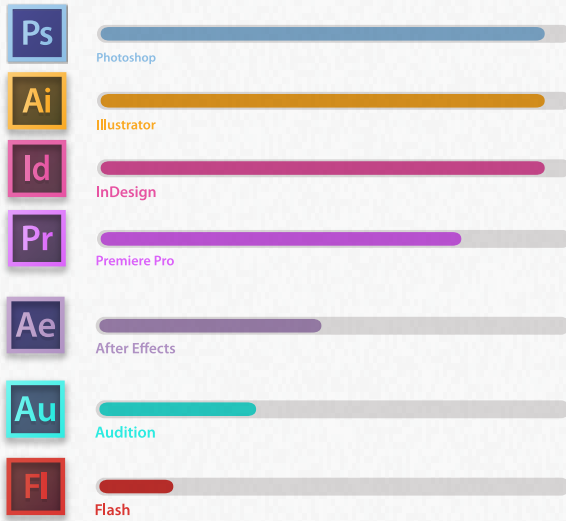 Ps
Photoshop
Ai
Illustrator
Id
InDesign
Pr
Premiere Pro
Ae
After Effects
Au
Audition
Fl
Flash